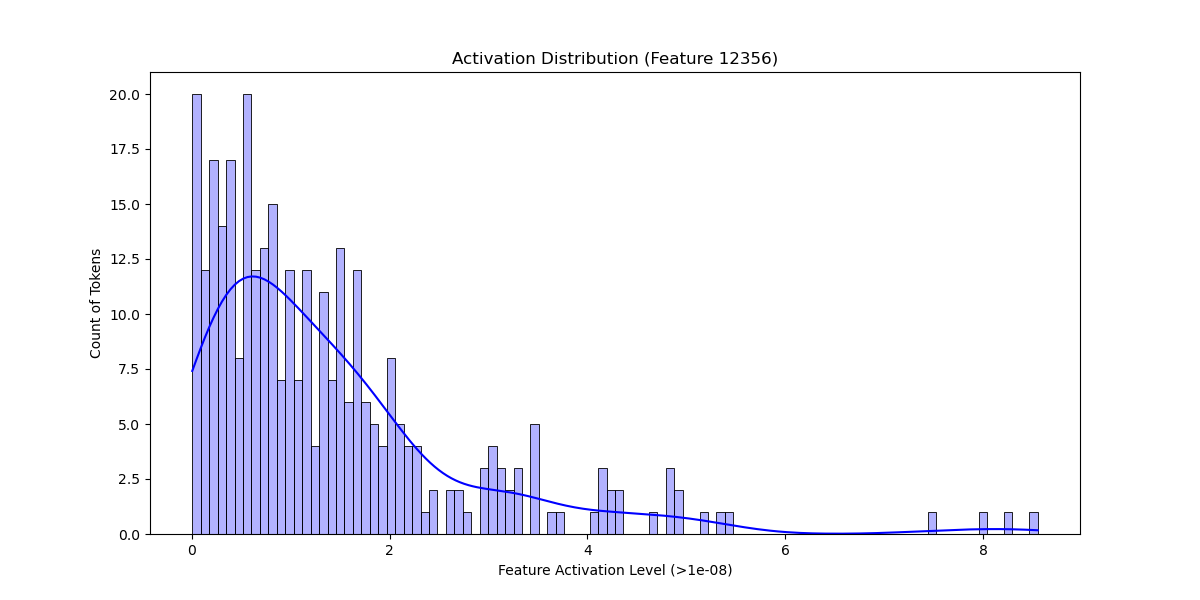 Activation Distribution (Feature 12356)
20.0
17.5
15.0
12.5
10.0
7.5
5.0
2.5
0.0
Count of Tokens
0 2 4 6 8
Feature Activation Level (>1e-08)